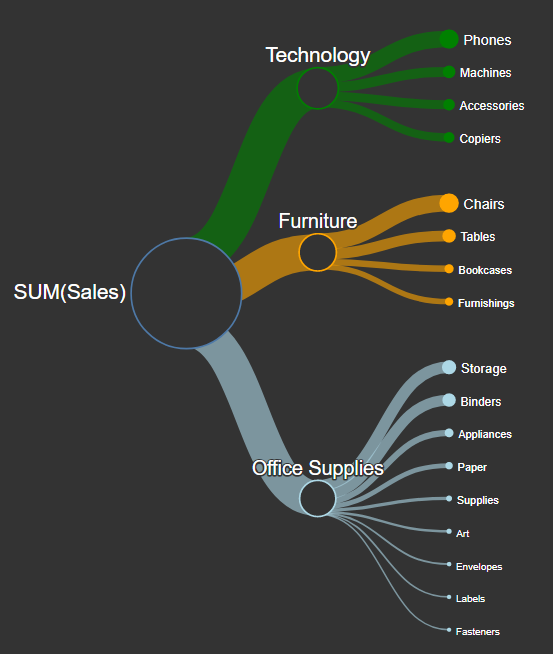 Technology
Phones
Machines
Accessories
Copiers
Furniture
Chairs
Tables
Bookcases
Furnishings
SUM(Sales)
Office Supplies
Storage
Binders
Appliances
Paper
Supplies
Art
Envelopes
Labels
Fasteners